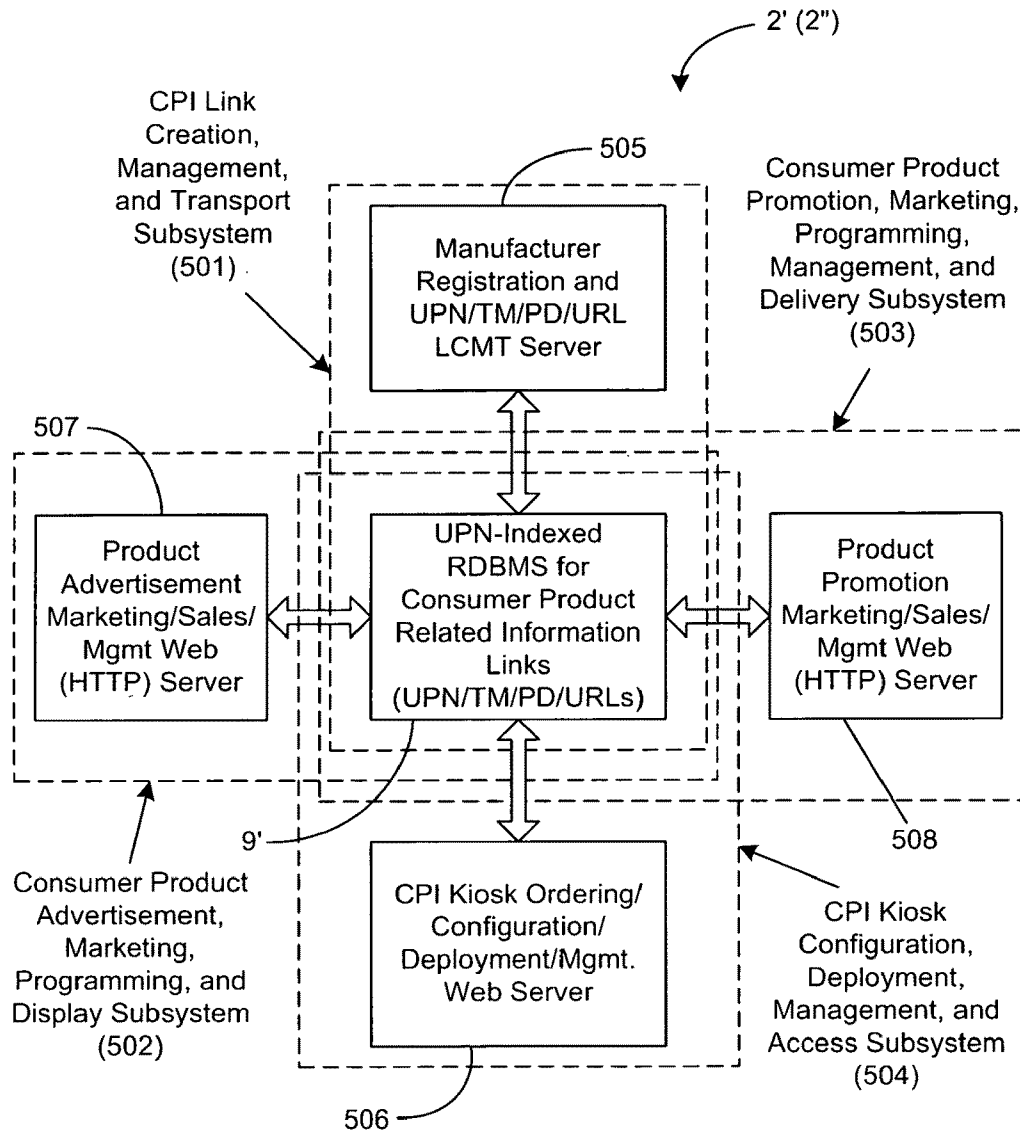 2' (2")
CPI Link
Creation,
Management,
and Transport
Subsystem
(501)
505
Consumer Product
Promotion, Marketing,
Programming,
Management, and
Delivery Subsystem
(503)
Manufacturer
Registration and
UPN/TM/PD/URL
LCMT Server
507
Product
Advertisement
Marketing/Sales/
Mgmt Web
(HTTP) Server
UPN-Indexed
RDBMS for
Consumer Product
Related Information
Links
(UPN/TM/PD/URLs)
Product
Promotion
Marketing/Sales/
Mgmt Web
(HTTP) Server
9'
508
Consumer Product
Advertisement,
Marketing,
Programming, and
Display Subsystem
(502)
CPI Kiosk Ordering/
Configuration/
Deployment/Mgmt.
Web Server
CPI Kiosk
Configuration,
Deployment,
Management, and
Access Subsystem
(504)
506